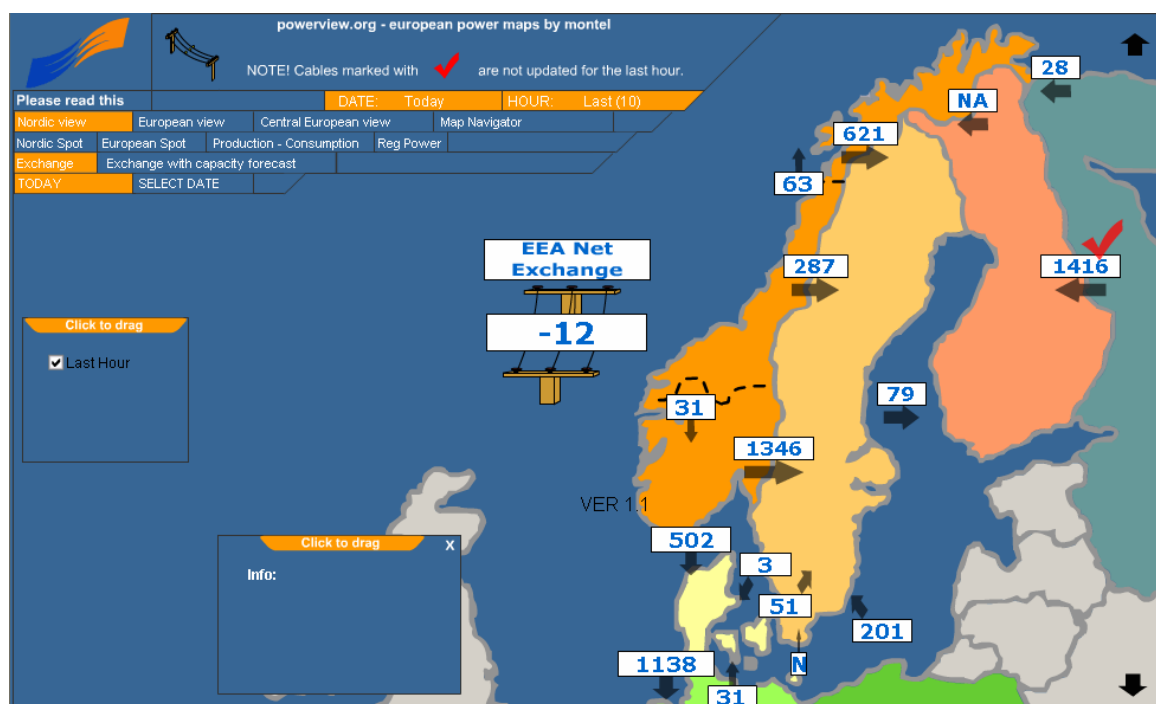 powerview.org - european power maps by montel
NOTE! Cables marked with are not updated for the last hour.
Please read this DATE: Today HOUR: Last (10)
Nordic view European view Central European view Map Navigator
Nordic Spot European Spot Production - Consumption Reg Power
Exchange Exchange with capacity forecast
TODAY SELECT DATE
28
NA
621
63
EEA Net
Exchange
287
1416
-12
Click to drag
Last Hour
79
31
1346
VER 1.1
502
Click to drag X
Info:
3
51
201
N
1138
31